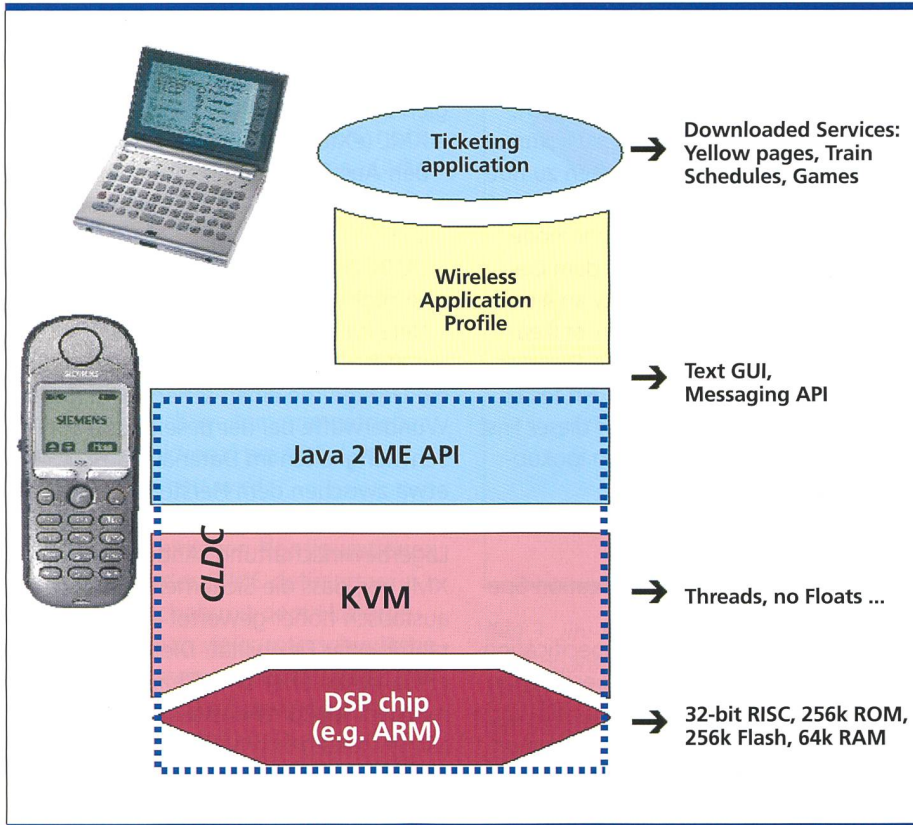 Ticketing
application
Downloaded Services:
Yellow pages, Train
Schedules, Games
Wireless
Application
Profile
Text GUI,
Messaging API
SIEMENS
SIEMENS
Menu
Java 2 ME API
CLDC
KVM
Threads, no Floats ...
DSP chip
(e.g. ARM)
32-bit RISC, 256k ROM,
256k Flash, 64k RAM